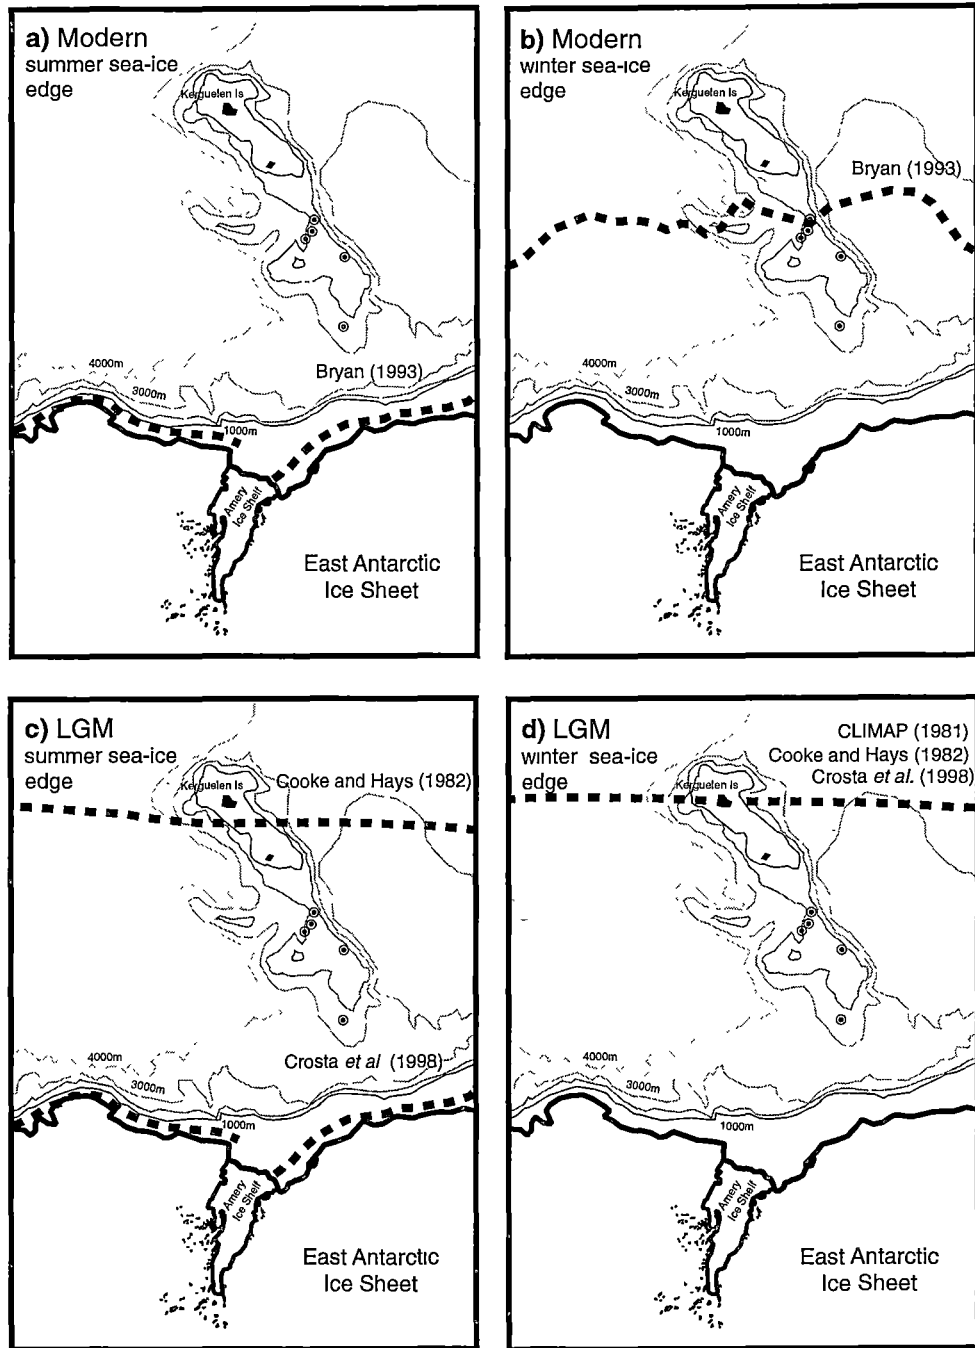 a) Modern
summer sea-ice
edge
Kerguelen Is
Bryan (1993)
4000m
3000m
1000m
Amery
Ice Shelf
East Antarctic
Ice Sheet
b) Modern
winter sea-ice
edge
Kerguelen Is
Bryan (1993)
4000m
3000m
1000m
Amery
Ice Shelf
East Antarctic
Ice Sheet
c) LGM
summer sea-ice
edge
Cooke and Hays (1982)
Kerguelen Is
Crosta et al (1998)
4000m
3000m
1000m
Amery
Ice Shelf
East Antarctic
Ice Sheet
d) LGM
winter sea-ice
edge
CLIMAP (1981)
Cooke and Hays (1982)
Crosta et al. (1998)
Kerguelen Is
4000m
3000m
1000m
Amery
Ice Shelf
East Antarctic
Ice Sheet